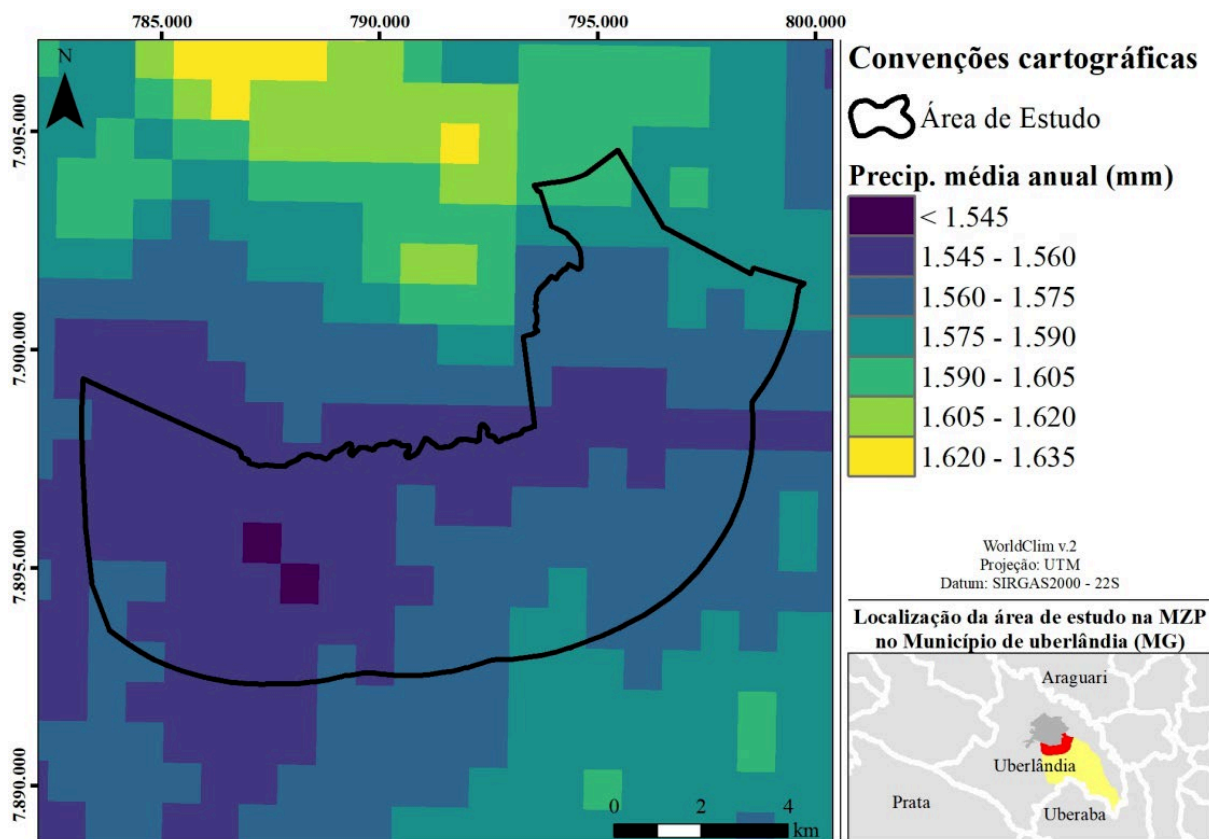 785.000 790.000 795.000 800.000
7.905.000
7.900.000
7.895.000
7.890.000
N
0 2 4
km
Convenções cartográficas
Área de Estudo
Precip. média anual (mm)
< 1.545
1.545 - 1.560
1.560 - 1.575
1.575 - 1.590
1.590 - 1.605
1.605 - 1.620
1.620 - 1.635
WorldClim v.2
Projeção: UTM
Datum: SIRGAS2000 - 22S
Localização da área de estudo na MZP
no Município de uberlândia (MG)
Araguari
Uberlândia
Prata
Uberaba